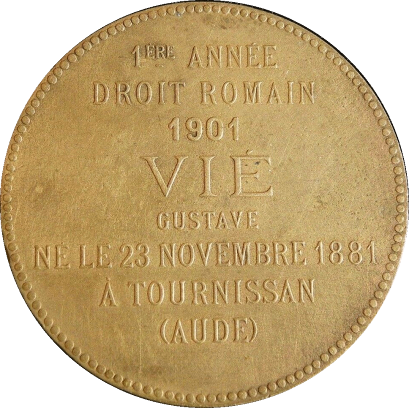 1ERE ANNÉE
DROIT ROMAIN
1901
VIÉ
GUSTAVE
NÉ LE 23 NOVEMBRE 1881
À TOURNISSAN
(AUDE)